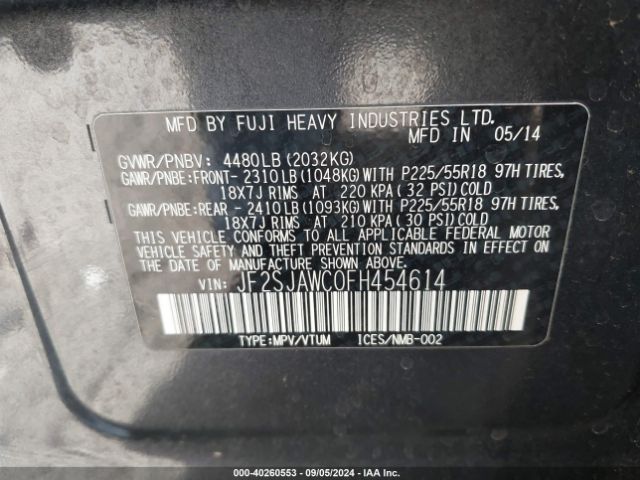 MFD BY FUJI HEAVY INDUSTRIES LTD.
MFD IN 05/14
GVWR/PNBV: 4480LB (2032KG)
GAWR/PNBE:FRONT- 2310LB (1048KG)WITH P225/55R18 97H TIRES,
18X7J RIMS AT 220 KPA ( 32 PSI)COLD
GAWR/PNBE:REAR - 2410LB (1093KG)WITH P225/55R18 97H TIRES,
18X7J RIMS AT 210 KPA ( 30 PSI)COLD
THIS VEHICLE CONFORMS TO ALL APPLICABLE FEDERAL MOTOR
VEHICLE SAFETY AND THEFT PREVENTION STANDARDS IN EFFECT
ON THE DATE OF MANUFACTURE SHOWN ABOVE.
VIN: JF2SJAWC0FH454614
TYPE:MPV/VTUM ICES/NMB-002
000-40260553 - 09/05/2024 - IAA Inc.